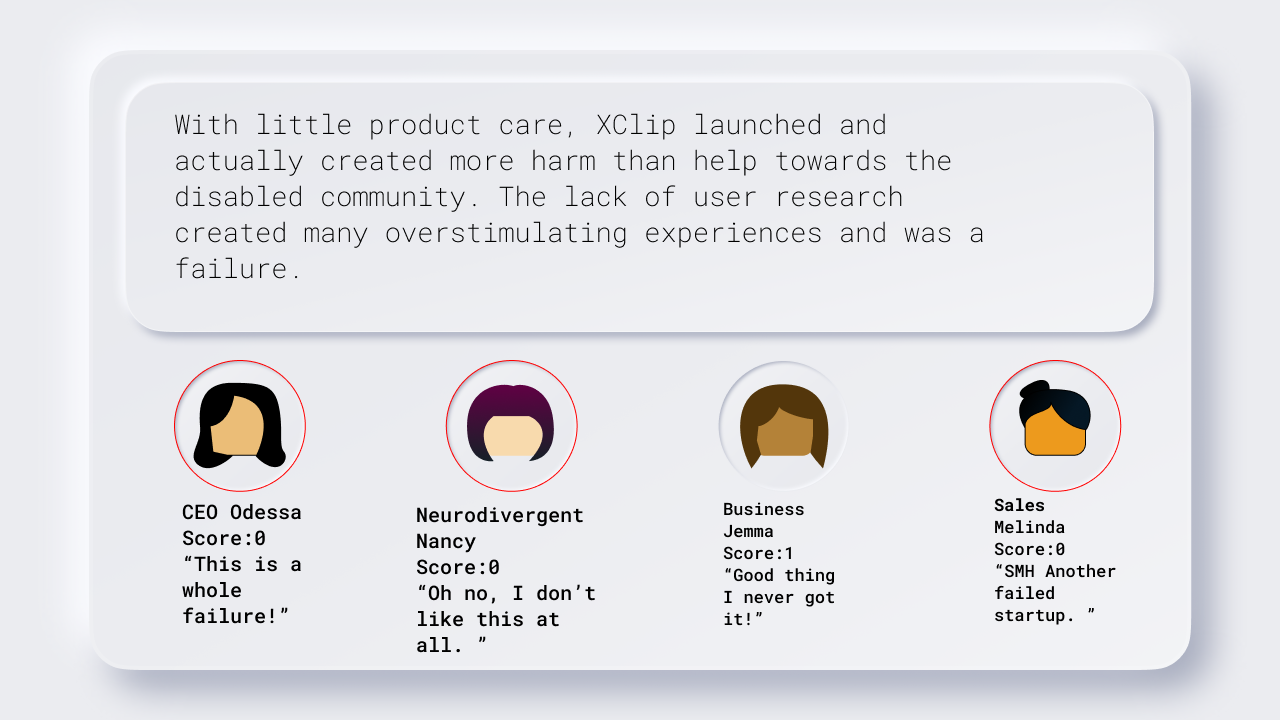 With little product care, XClip launched and
actually created more harm than help towards the
disabled community. The lack of user research
created many overstimulating experiences and was a
failure.
CEO Odessa
Score:0
“This is a
whole
failure!”
Neurodivergent
Nancy
Score:0
“Oh no, I don’t
like this at
all. ”
Business
Jemma
Score:1
“Good thing
I never got
it!”
Sales
Melinda
Score:0
“SMH Another
failed
startup. ”